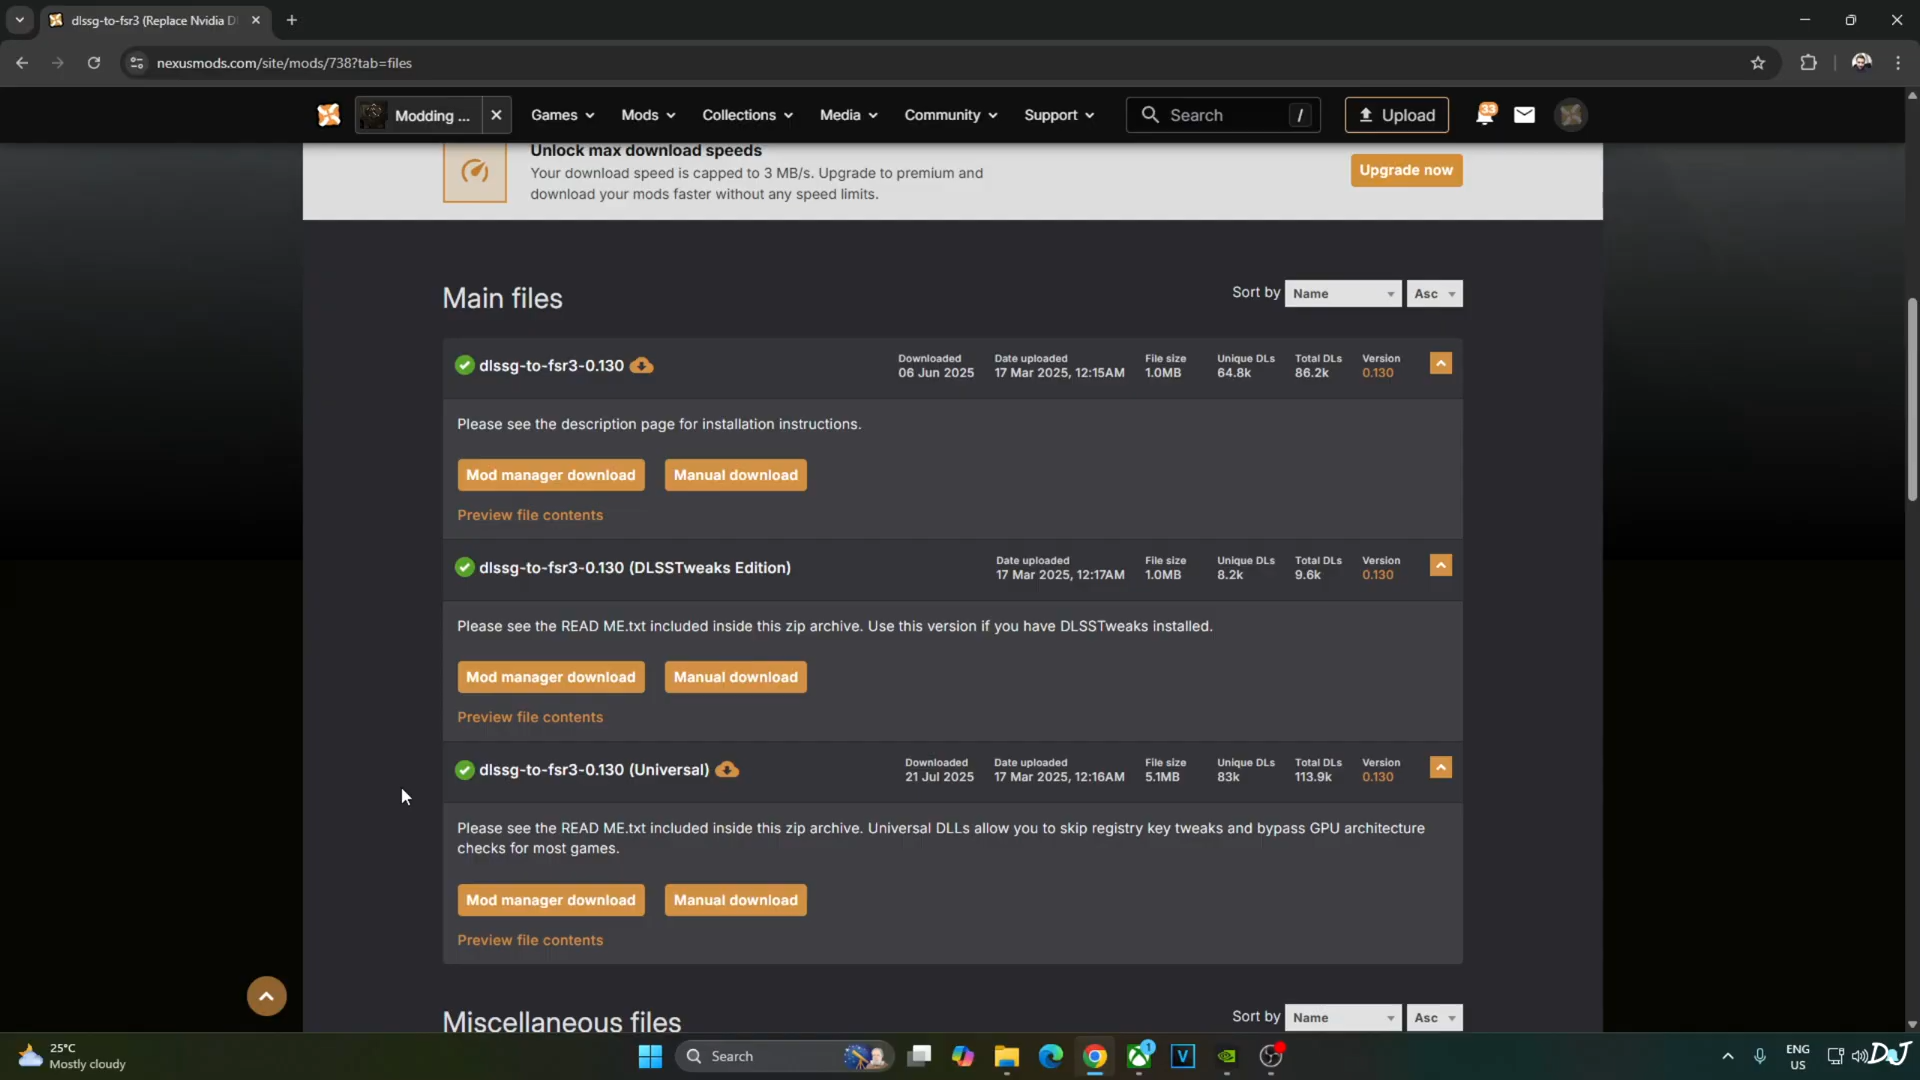 dlssg-to-fsr3 (Replace Nvidia D
nexusmods.com/site/mods/738?tab=files
Modding ...
Games
Mods
Collections
Media
Community
Support
Search
/
Upload
33
Unlock max download speeds
Your download speed is capped to 3 MB/s. Upgrade to premium and
download your mods faster without any speed limits.
Upgrade now
Main files
Sort by
Name
Asc
dlssg-to-fsr3-0.130
Downloaded
06 Jun 2025
Date uploaded
17 Mar 2025, 12:15AM
File size
1.0MB
Unique DLs
64.8k
Total DLs
86.2k
Version
0.130
Please see the description page for installation instructions.
Mod manager download
Manual download
Preview file contents
dlssg-to-fsr3-0.130 (DLSSTweaks Edition)
Date uploaded
17 Mar 2025, 12:17AM
File size
1.0MB
Unique DLs
8.2k
Total DLs
9.6k
Version
0.130
Please see the READ ME.txt included inside this zip archive. Use this version if you have DLSSTweaks installed.
Mod manager download
Manual download
Preview file contents
dlssg-to-fsr3-0.130 (Universal)
Downloaded
21 Jul 2025
Date uploaded
17 Mar 2025, 12:16AM
File size
5.1MB
Unique DLs
83k
Total DLs
113.9k
Version
0.130
Please see the READ ME.txt included inside this zip archive. Universal DLLs allow you to skip registry key tweaks and bypass GPU architecture
checks for most games.
Mod manager download
Manual download
Preview file contents
Miscellaneous files
Sort by
Name
Asc
25°C
Mostly cloudy
Search
1
V
ENG
US
DJ